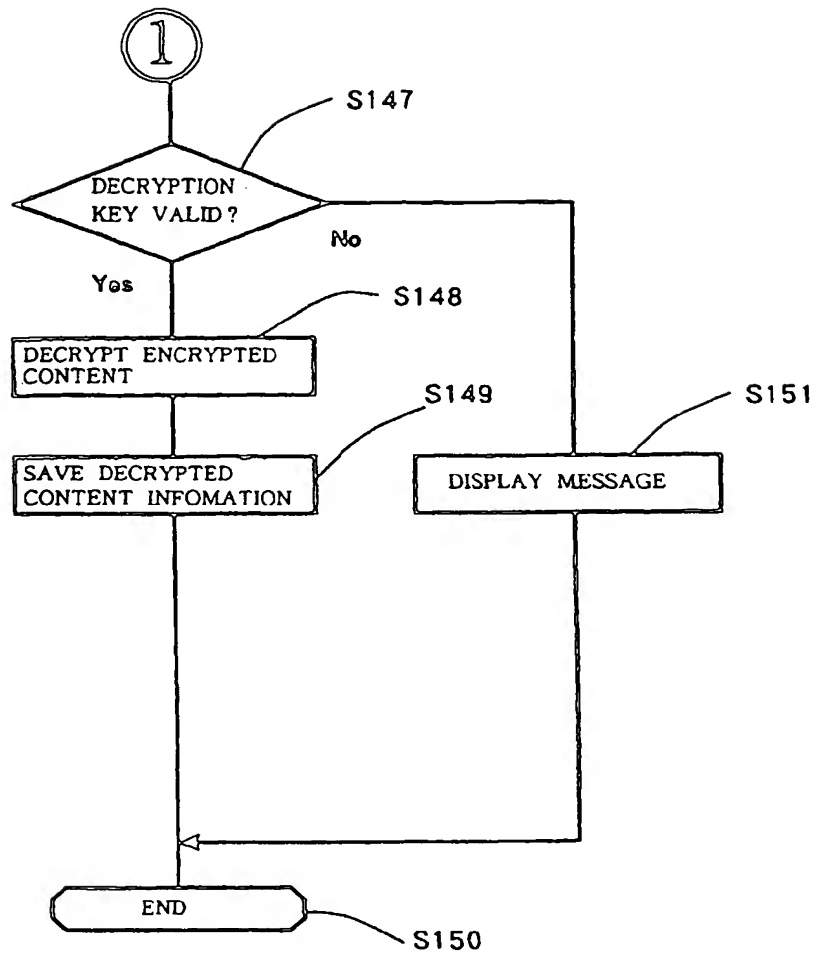 1
S147
DECRYPTION
KEY VALID?
No
Yes
S148
DECRYPT ENCRYPTED
CONTENT
S149
S151
SAVE DECRYPTED
CONTENT INFOMATION
DISPLAY MESSAGE
END
S150